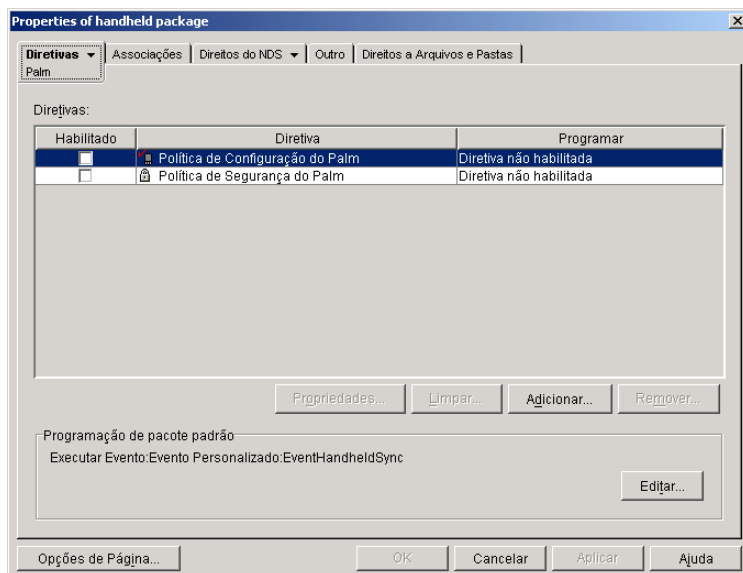 Properties of handheld package
Diretivas Associações Direitos do NDS Outro Direitos a Arquivos e Pastas
Palm
Diretivas:
Habilitado Diretiva Programar
Política de Configuração do Palm Diretiva não habilitada
Política de Segurança do Palm Diretiva não habilitada
Propriedades... Limpar... Adicionar... Remover...
Programação de pacote padrão
Executar Evento:Evento Personalizado:EventHandheldSync
Editar...
Opções de Página... OK Cancelar Aplicar Ajuda